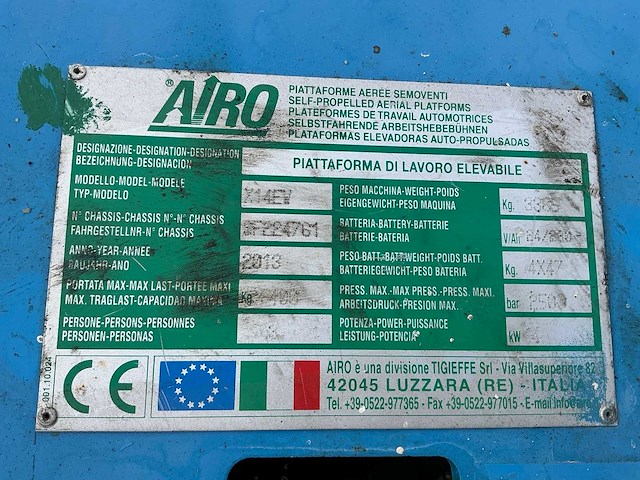 ® AIRO
PIATTAFORME AEREE SEMOVENTI
SELF-PROPELLED AERIAL PLATFORMS
PLATEFORMES DE TRAVAIL AUTOMOTRICES
SELBSTFAHRENDE ARBEITSHEBEBÜHNEN
PLATAFORMAS ELEVADORAS AUTO-PROPULSADAS
DESIGNAZIONE-DESIGNATION-DESIGNATION
BEZEICHNUNG-DESIGNACION
PIATTAFORMA DI LAVORO ELEVABILE
MODELLO-MODEL-MODELE
TYP-MODELO
PESO MACCHINA-WEIGHT-POIDS
EIGENGEWICHT-PESO MAQUINA
Kg.
N° CHASSIS-CHASSIS N°-N° CHASSIS
FAHRGESTELLNR-N° CHASSIS
BATTERIA-BATTERY-BATTERIE
BATTERIE-BATERIA
V/Ah
ANNO-YEAR-ANNEE
BAUJAHR-ANO
2013
PESO BATT.-BATT.WEIGHT-POIDS BATT.
BATTERIEGEWICHT-PESO BATERIA
Kg. 4X47
PORTATA MAX-MAX LAST-PORTEE MAXI
MAX. TRAGLAST-CAPACIDAD MAXIMA
Kg.
PRESS. MAX.-MAX PRESS.-PRESS. MAXI.
ARBEITSDRUCK-PRESION MAX.
bar
PERSONE-PERSONS-PERSONNES
PERSONEN-PERSONAS
POTENZA-POWER-PUISSANCE
LEISTUNG-POTENCIA
kW
001.10.024
CE
AIRO è una divisione TIGIEFFE Srl - Via Villasuperiore 82
42045 LUZZARA (RE) - ITALIA
Tel. +39-0522-977365 - Fax +39-0522-977015 - E-mail